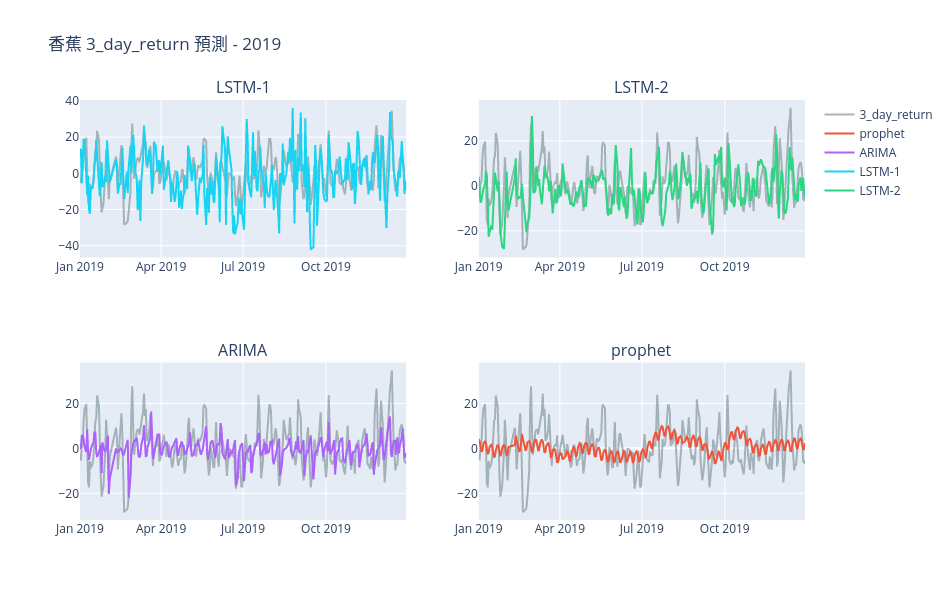 香蕉 3_day_return 預測 - 2019
LSTM-1
40
20
0
−20
−40
Jan 2019 Apr 2019 Jul 2019 Oct 2019
LSTM-2
20
0
−20
Jan 2019 Apr 2019 Jul 2019 Oct 2019
3_day_return
prophet
ARIMA
LSTM-1
LSTM-2
ARIMA
20
0
−20
Jan 2019 Apr 2019 Jul 2019 Oct 2019
prophet
20
0
−20
Jan 2019 Apr 2019 Jul 2019 Oct 2019